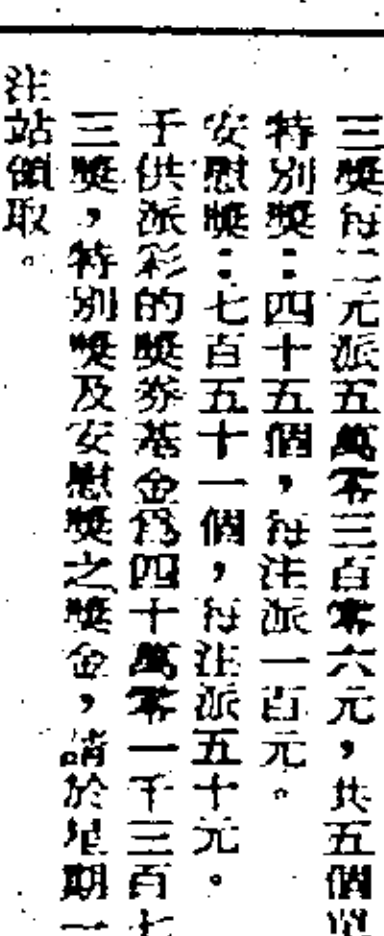 三獎每二元派五萬零三百零六元，共五個單
特別獎：四十五個，每注派一百元。
安慰獎：七百五十一個，每注派五十元。
予供派彩的獎券基金爲四十萬零一千三百七
三獎，特別獎及安慰獎之獎金，請於星期一
注站領取。